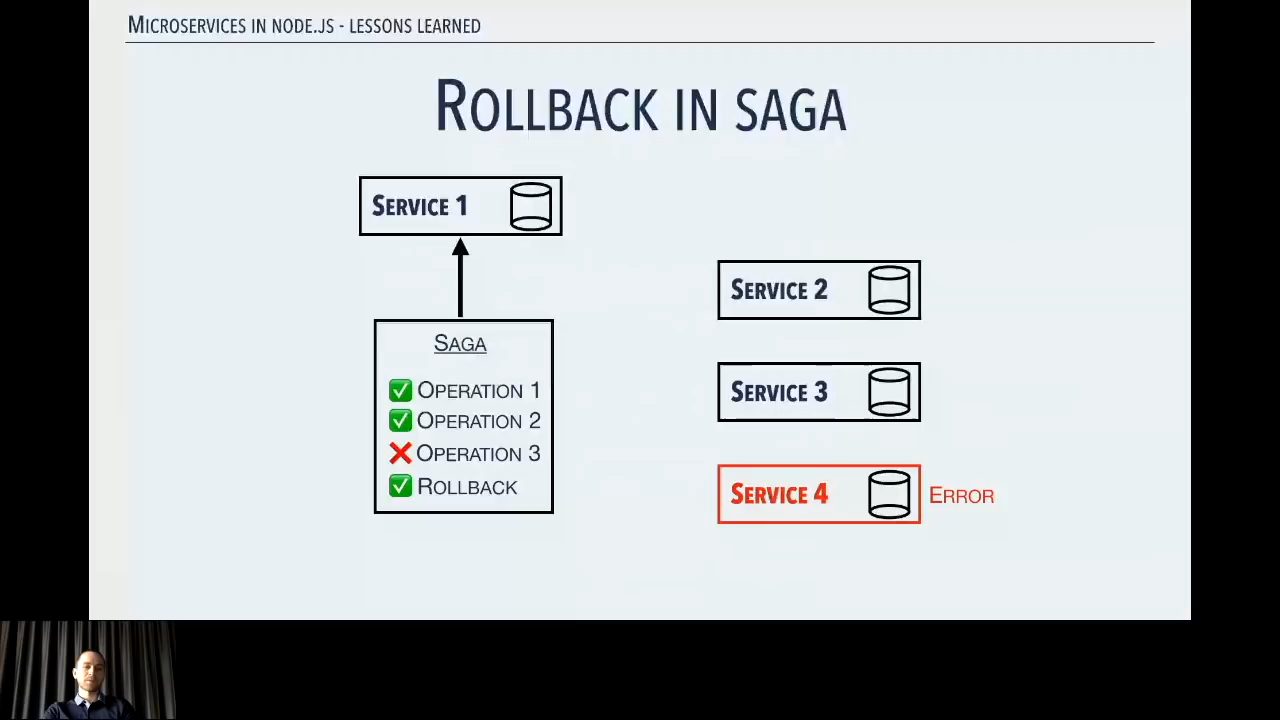 MICROSERVICES IN NODE.JS - LESSONS LEARNED
ROLLBACK IN SAGA
SERVICE 1
SAGA
✅ OPERATION 1
✅ OPERATION 2
❌ OPERATION 3
✅ ROLLBACK
SERVICE 2
SERVICE 3
SERVICE 4
ERROR